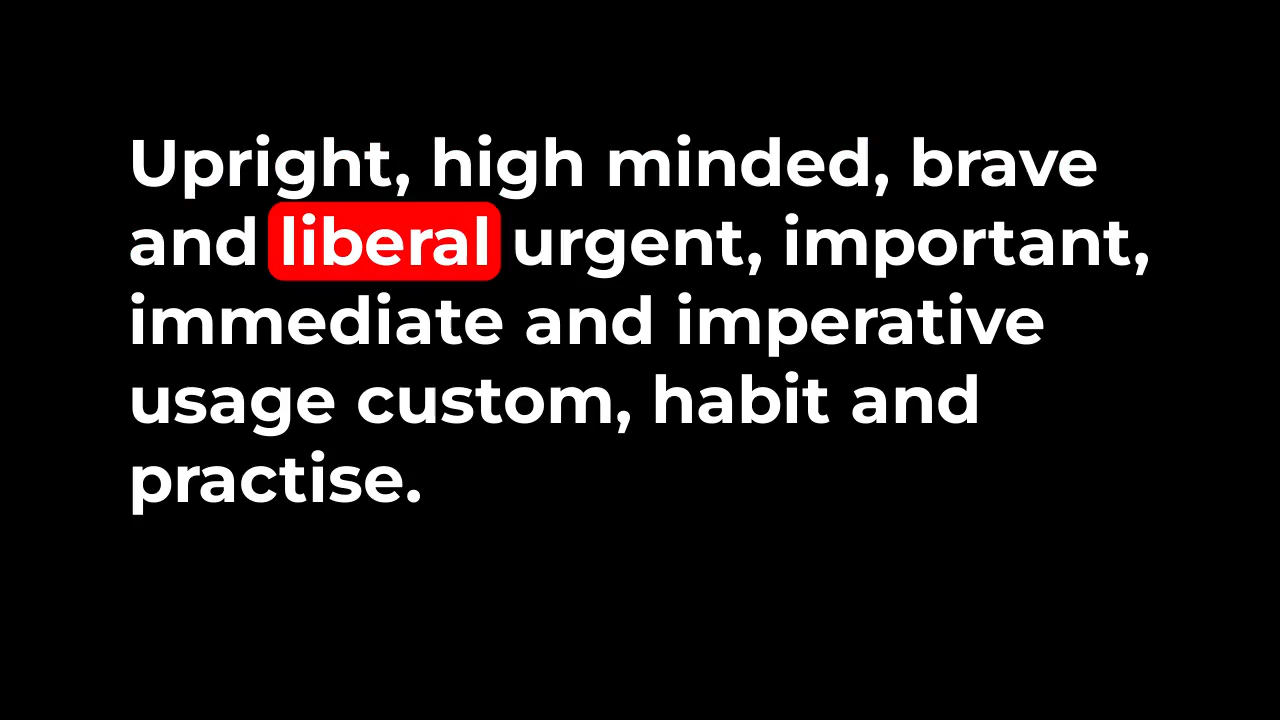 Upright, high minded, brave
and liberal urgent, important,
immediate and imperative
usage custom, habit and
practise.